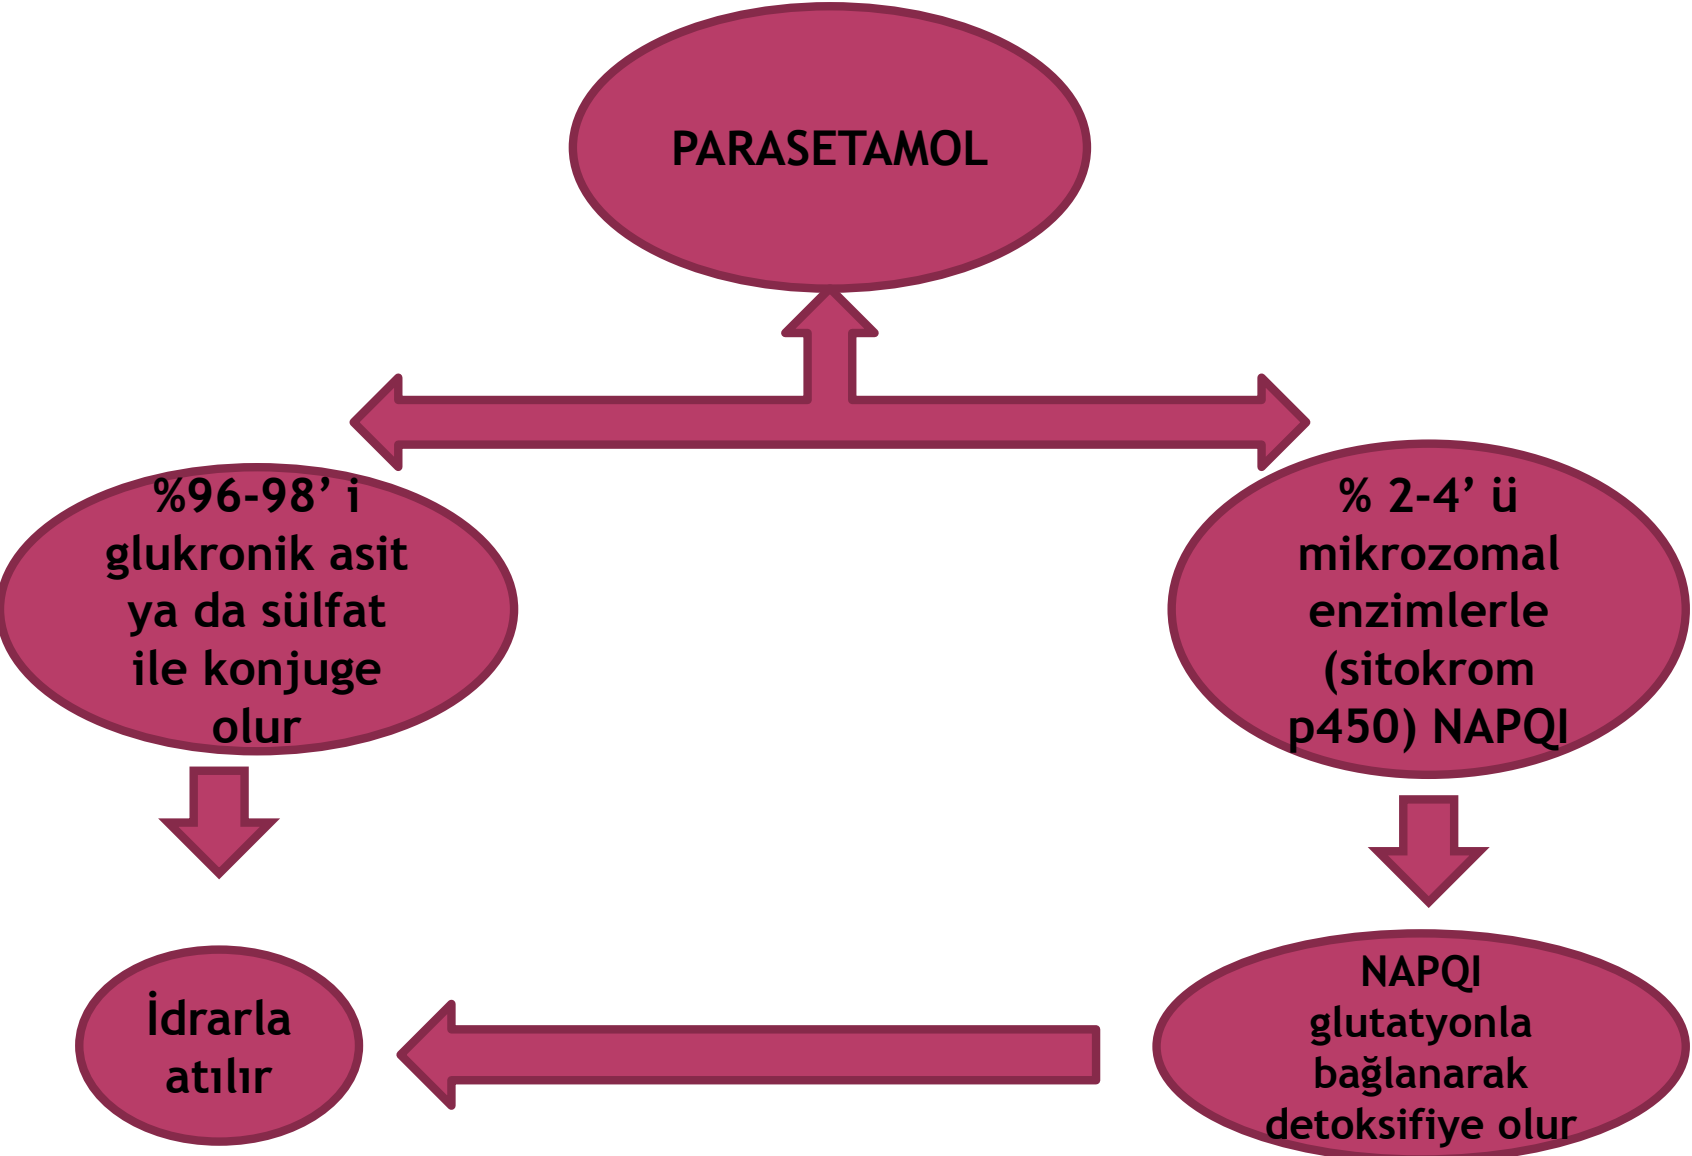 PARASETAMOL
%96-98’ i
glukronik asit
ya da sülfat
ile konjuge
olur
% 2-4’ ü
mikrozomal
enzimlerle
(sitokrom
p450) NAPQI
İdrarla
atılır
NAPQI
glutatyonla
bağlanarak
detoksifiye olur